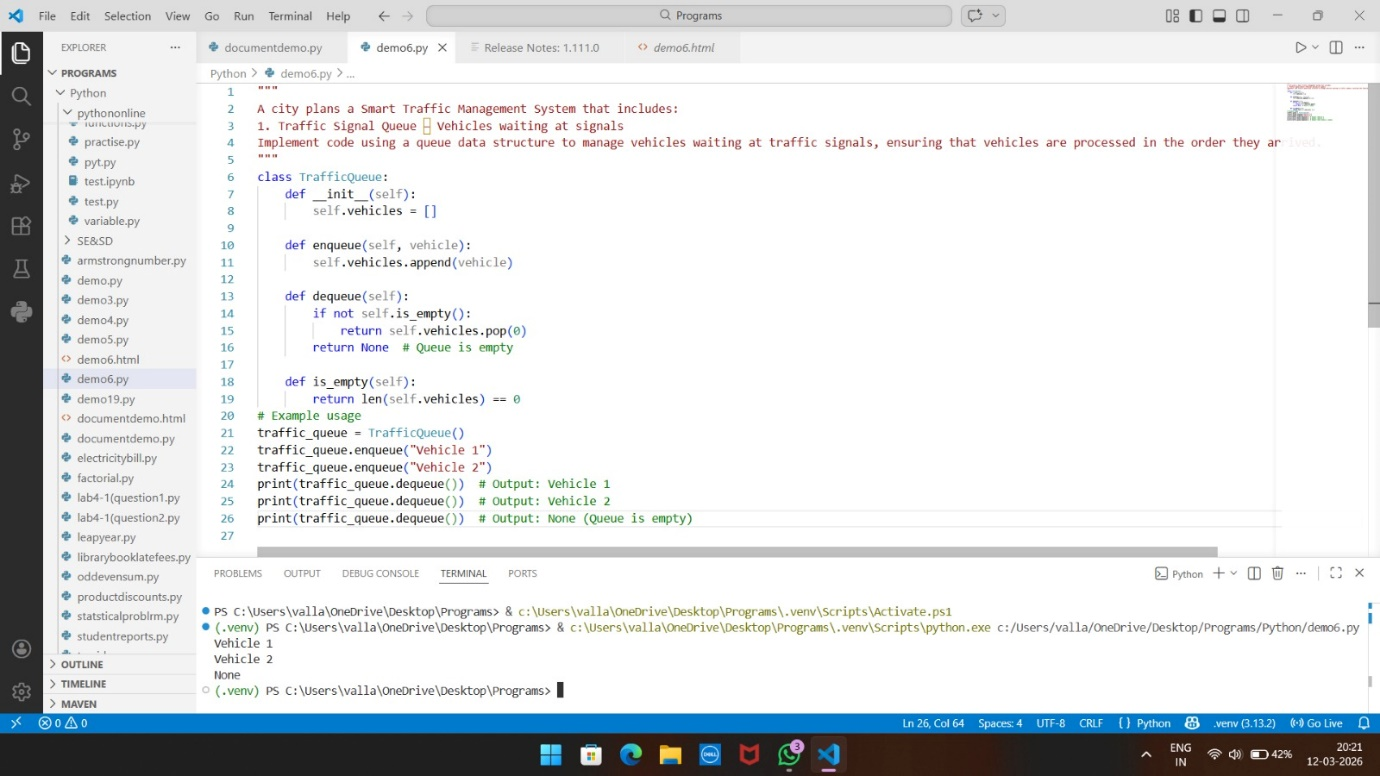 File Edit Selection View Go Run Terminal Help
Programs
EXPLORER
PROGRAMS
Python
pythononline
functions.py
practise.py
pyt.py
test.ipynb
test.py
variable.py
SE&SD
armstrongnumber.py
demo.py
demo3.py
demo4.py
demo5.py
demo6.html
demo6.py
demo19.py
documentdemo.html
documentdemo.py
electricitybill.py
factorial.py
lab4-1(question1.py
lab4-1(question2.py
leapyear.py
librarybooklatefees.py
oddevensum.py
productdiscounts.py
statsticalproblrm.py
studentreports.py
OUTLINE
TIMELINE
MAVEN
documentdemo.py demo6.py Release Notes: 1.111.0 demo6.html
Python > demo6.py > ...
1 """
2 A city plans a Smart Traffic Management System that includes:
3 1. Traffic Signal Queue – Vehicles waiting at signals
4 Implement code using a queue data structure to manage vehicles waiting at traffic signals, ensuring that vehicles are processed in the order they arrived.
5 """
6 class TrafficQueue:
7 def __init__(self):
8 self.vehicles = []
9
10 def enqueue(self, vehicle):
11 self.vehicles.append(vehicle)
12
13 def dequeue(self):
14 if not self.is_empty():
15 return self.vehicles.pop(0)
16 return None # Queue is empty
17
18 def is_empty(self):
19 return len(self.vehicles) == 0
20 # Example usage
21 traffic_queue = TrafficQueue()
22 traffic_queue.enqueue("Vehicle 1")
23 traffic_queue.enqueue("Vehicle 2")
24 print(traffic_queue.dequeue()) # Output: Vehicle 1
25 print(traffic_queue.dequeue()) # Output: Vehicle 2
26 print(traffic_queue.dequeue()) # Output: None (Queue is empty)
27
PROBLEMS OUTPUT DEBUG CONSOLE TERMINAL PORTS
Python
PS C:\Users\valla\OneDrive\Desktop\Programs> & c:\Users\valla\OneDrive\Desktop\Programs\.venv\Scripts\Activate.ps1
(.venv) PS C:\Users\valla\OneDrive\Desktop\Programs> & c:\Users\valla\OneDrive\Desktop\Programs\.venv\Scripts\python.exe c:/Users/valla/OneDrive/Desktop/Programs/Python/demo6.py
Vehicle 1
Vehicle 2
None
(.venv) PS C:\Users\valla\OneDrive\Desktop\Programs>
0 0 Ln 26, Col 64 Spaces: 4 UTF-8 CRLF { } Python .venv (3.13.2) Go Live
DELL
3
ENG
IN
42%
20:21
12-03-2026